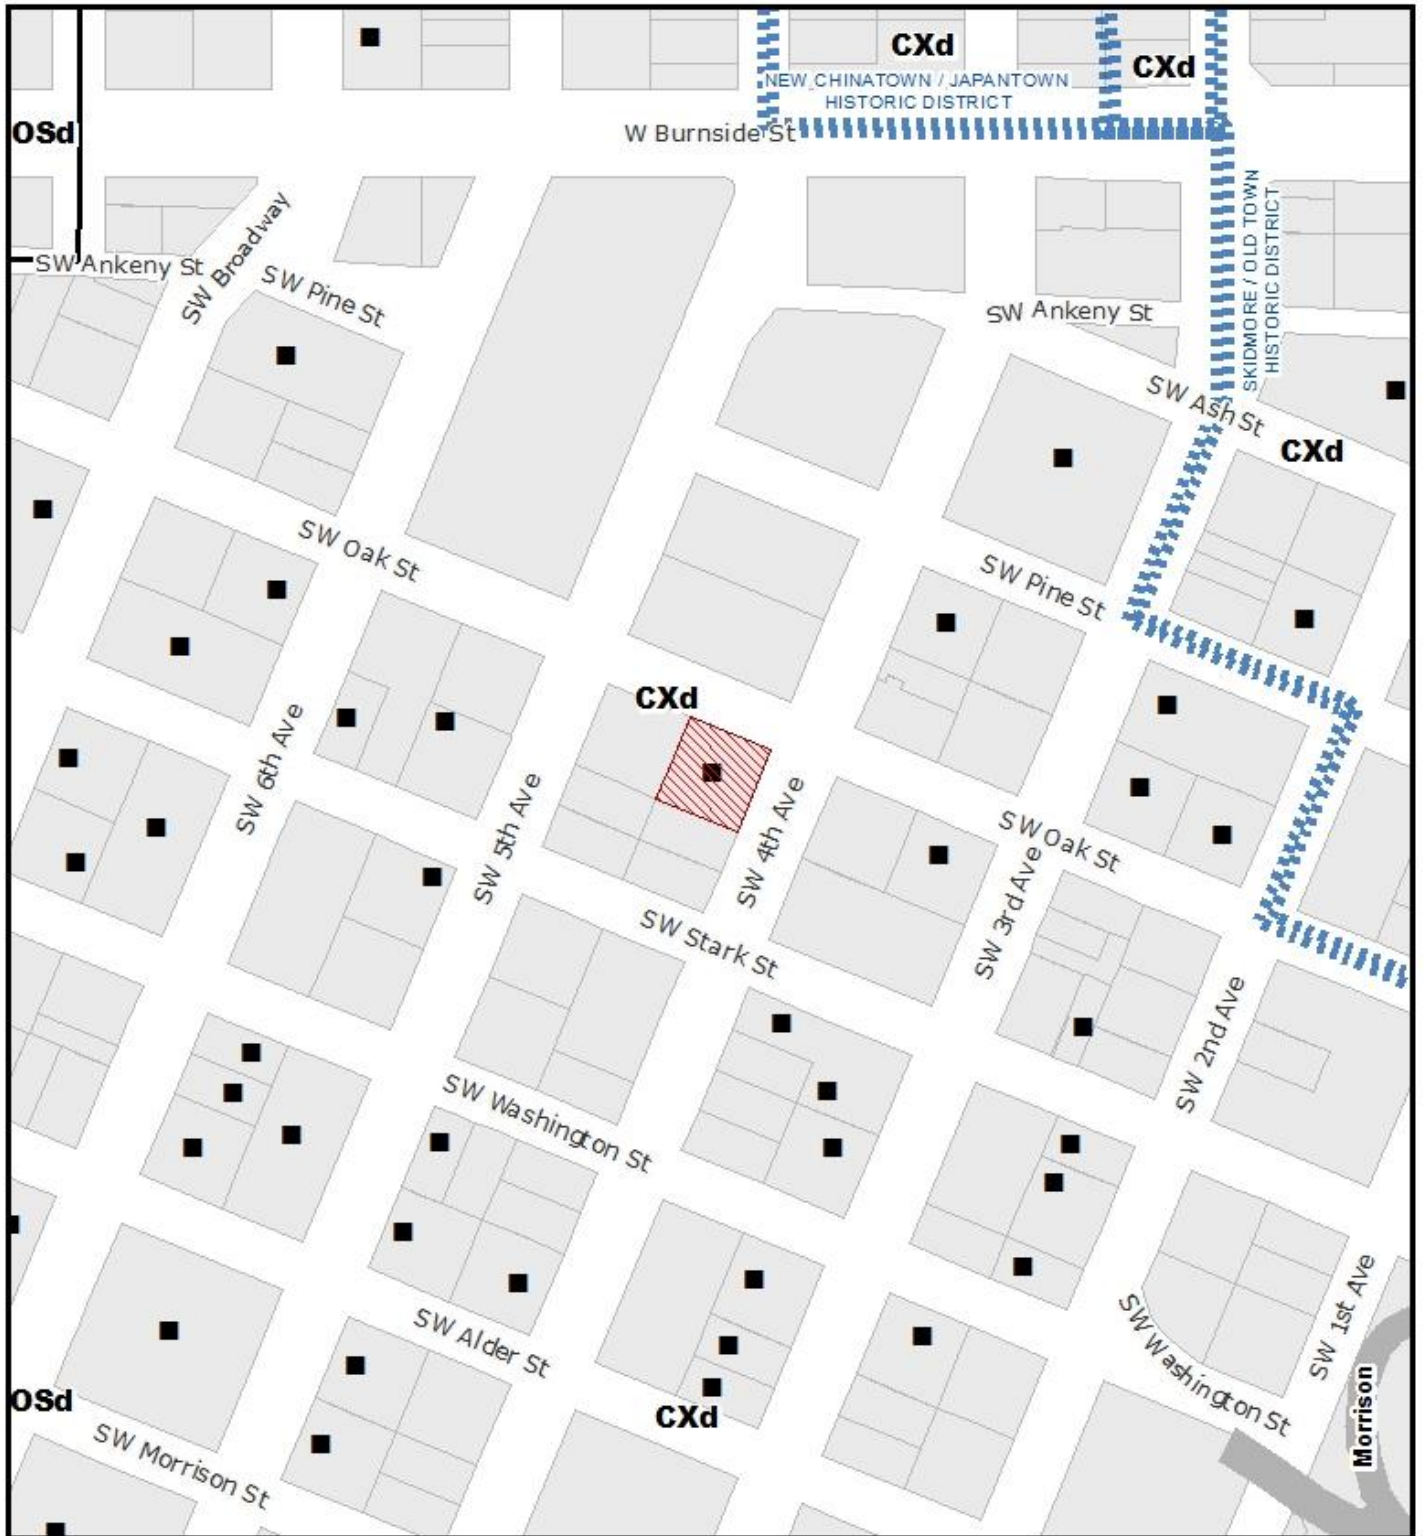 CXd
CXd
NEW CHINATOWN / JAPANTOWN
HISTORIC DISTRICT
OSd
W Burnside St
SW Broadway
SKIDMORE / OLD TOWN
HISTORIC DISTRICT
SW Ankeny St
SW Pine St
SW Ankeny St
SW Ash St
CXd
SW Oak St
SW Pine St
CXd
SW 6th Ave
SW 5th Ave
SW 4th Ave
SW Oak St
SW 3rd Ave
SW Stark St
SW 2nd Ave
SW Washington St
SW 1st Ave
SW Alder St
SW Washington St
OSd
CXd
Morrison
SW Morrison St